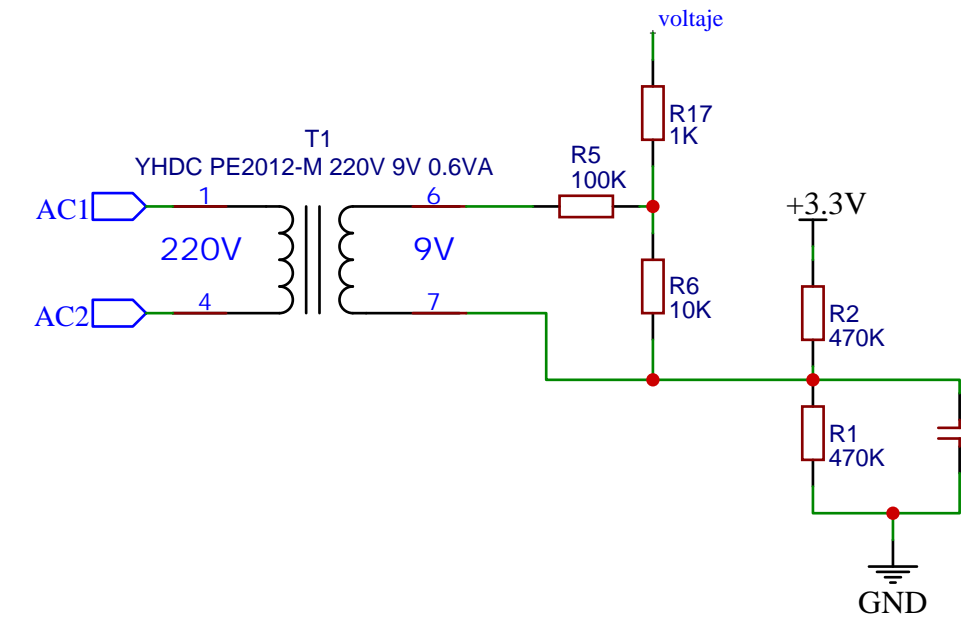 voltaje
R17
1K
T1
YHDC PE2012-M 220V 9V 0.6VA
R5
100K
AC1
1
6
+3.3V
220V
9V
R6
10K
AC2
4
7
R2
470K
R1
470K
GND